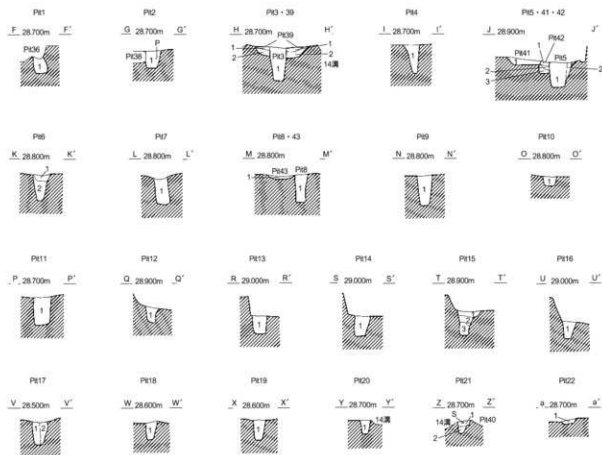 Pit1 Pit2 Pit3・39 Pit4 Pit5・41・42
F 28.700m F´ G 28.700m G´ H 28.700m H´ I 28.700m I´ J 28.900m J´
Pit36 1
P Pit38 1
Pit39 1 1 2 2 Pit3 1 14溝
1
1 Pit42 Pit41 Pit5 2 2 3 1
Pit6 Pit7 Pit8・43 Pit9 Pit10
K 28.800m K´ L 28.800m L´ M 28.800m M´ N 28.800m N´ O 28.800m O´
1 2
1
1 Pit43 Pit8 1
1
1
Pit11 Pit12 Pit13 Pit14 Pit15 Pit16
P 28.700m P´ Q 28.900m Q´ R 29.000m R´ S 29.000m S´ T 28.900m T´ U 29.000m U´
1
1
1
1
1 2 3
1
Pit17 Pit18 Pit19 Pit20 Pit21 Pit22
V 28.500m V´ W 28.600m W´ X 28.600m X´ Y 28.700m Y´ Z 28.700m Z´ a 28.700m a´
1 2
1
1
14溝 1
S 1 14溝 Pit40 2
1